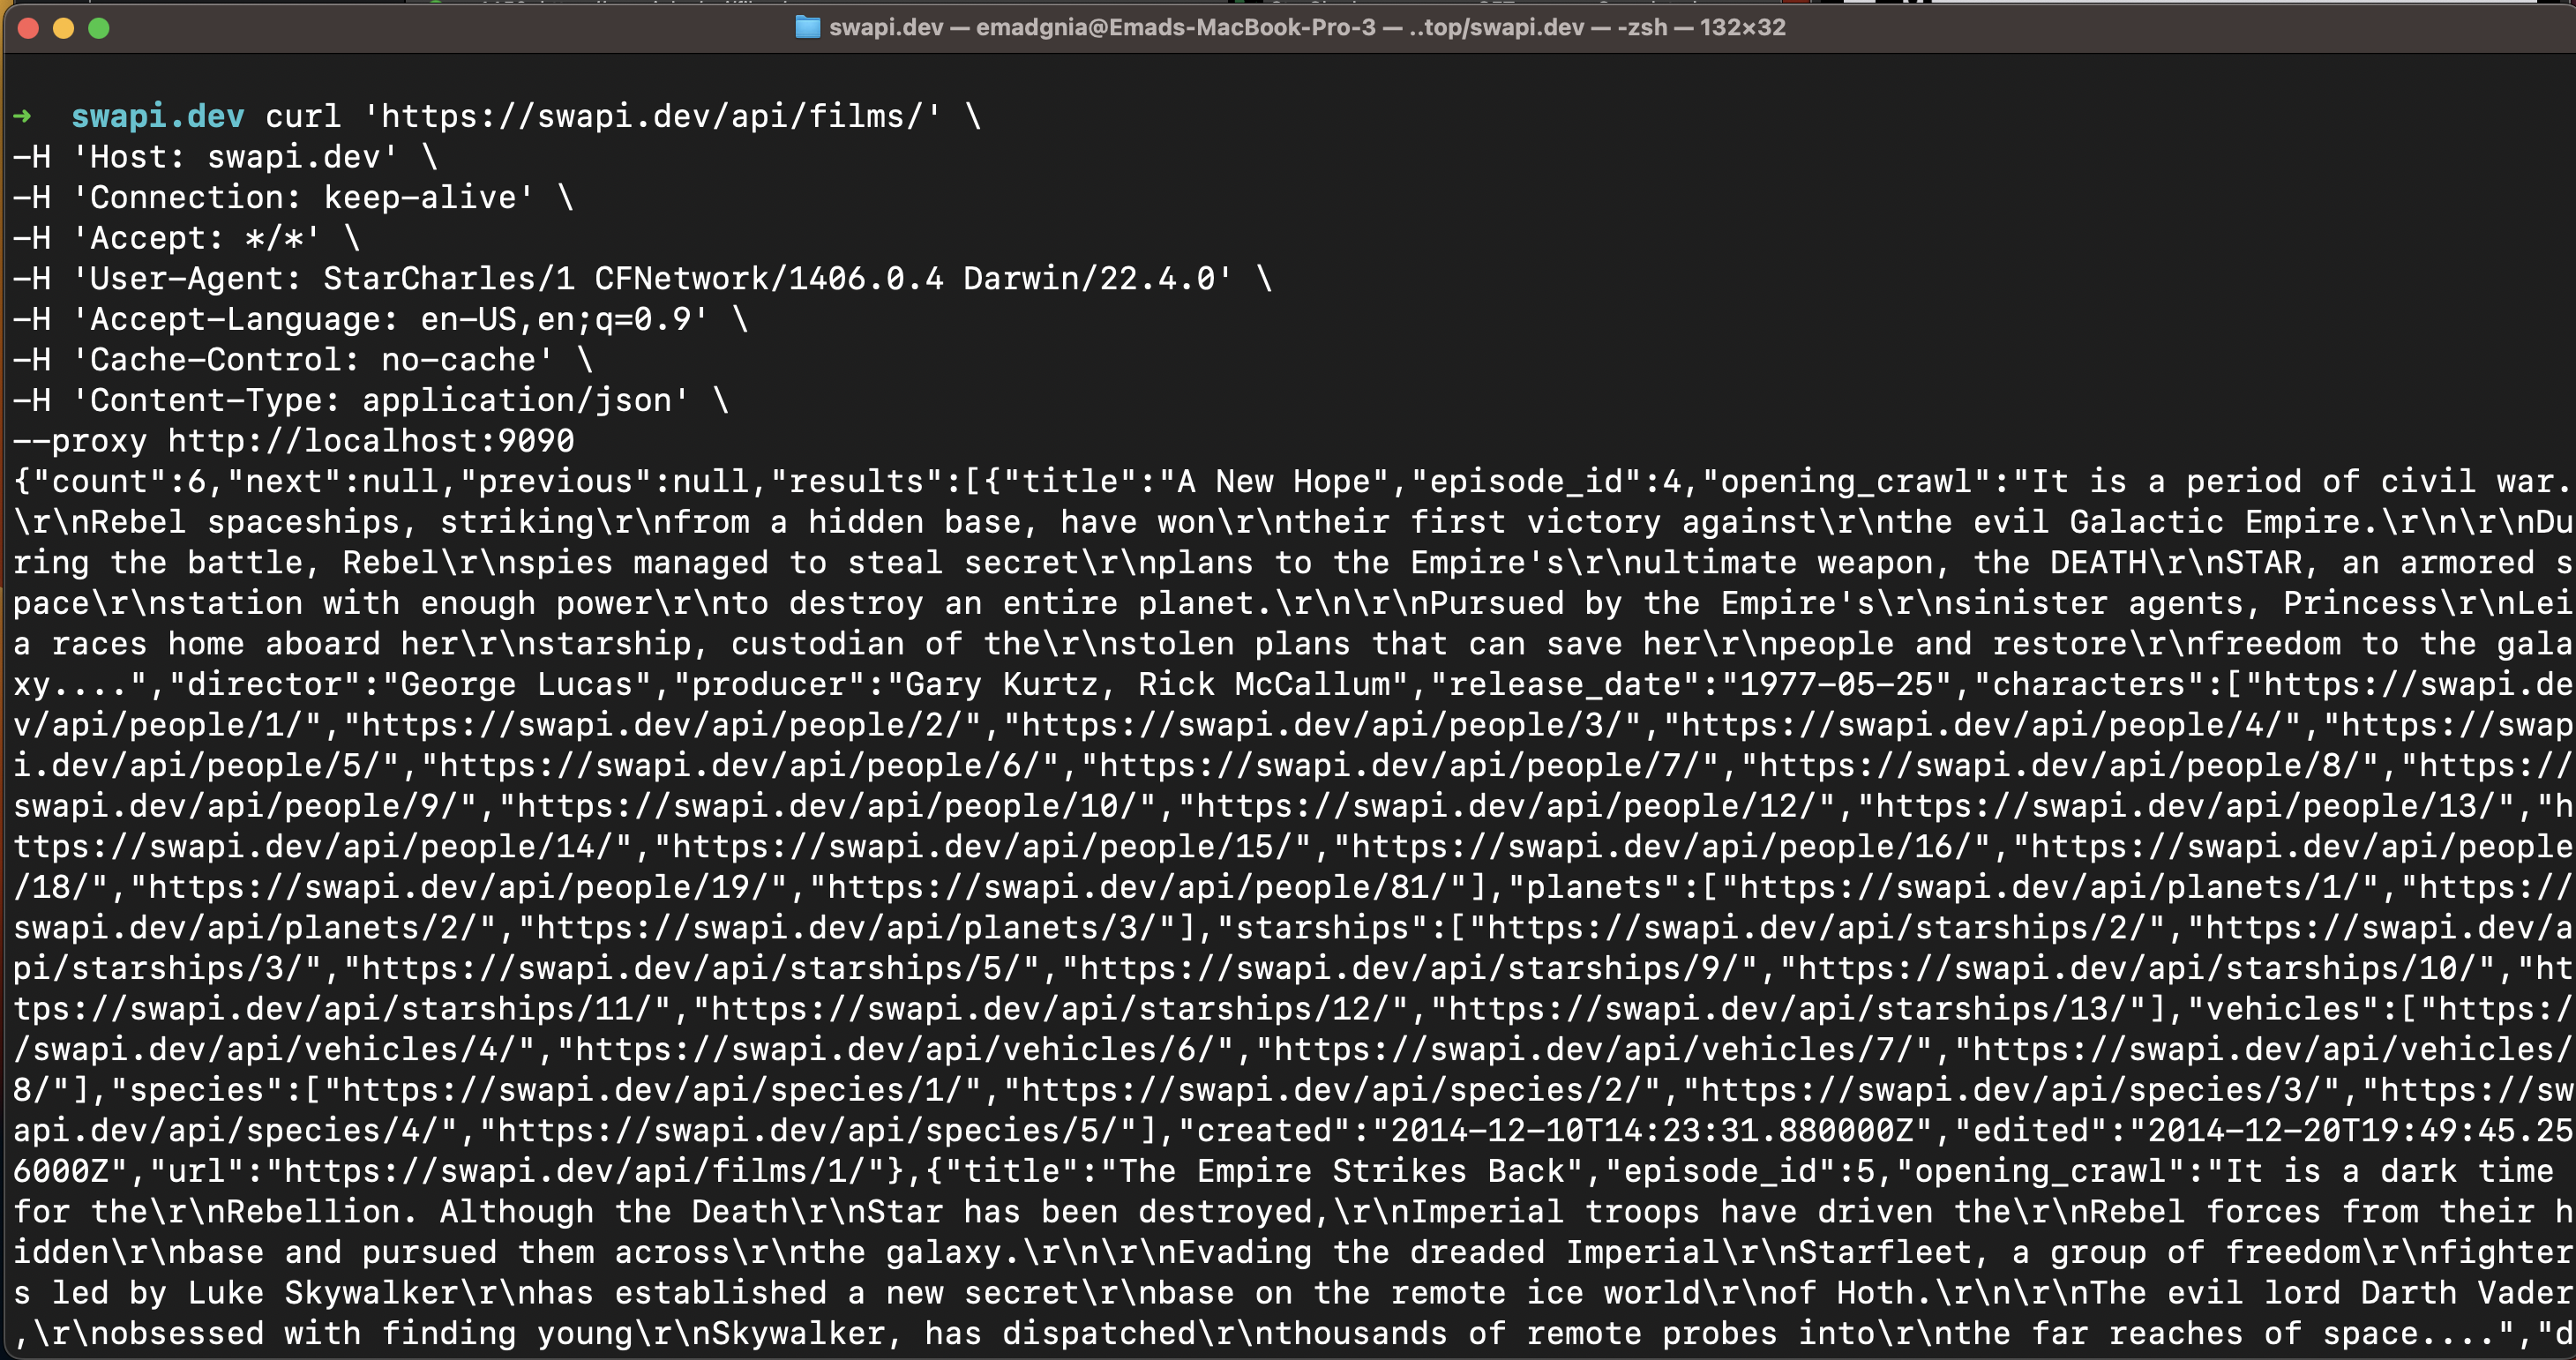 swapi.dev — emadgnia@Emads-MacBook-Pro-3 — ..top/swapi.dev — -zsh — 132×32
➜  swapi.dev curl 'https://swapi.dev/api/films/' \
-H 'Host: swapi.dev' \
-H 'Connection: keep-alive' \
-H 'Accept: */*' \
-H 'User-Agent: StarCharles/1 CFNetwork/1406.0.4 Darwin/22.4.0' \
-H 'Accept-Language: en-US,en;q=0.9' \
-H 'Cache-Control: no-cache' \
-H 'Content-Type: application/json' \
--proxy http://localhost:9090
{"count":6,"next":null,"previous":null,"results":[{"title":"A New Hope","episode_id":4,"opening_crawl":"It is a period of civil war.
\r\nRebel spaceships, striking\r\nfrom a hidden base, have won\r\ntheir first victory against\r\nthe evil Galactic Empire.\r\n\r\nDu
ring the battle, Rebel\r\nspies managed to steal secret\r\nplans to the Empire's\r\nultimate weapon, the DEATH\r\nSTAR, an armored s
pace\r\nstation with enough power\r\nto destroy an entire planet.\r\n\r\nPursued by the Empire's\r\nsinister agents, Princess\r\nLei
a races home aboard her\r\nstarship, custodian of the\r\nstolen plans that can save her\r\npeople and restore\r\nfreedom to the gala
xy....","director":"George Lucas","producer":"Gary Kurtz, Rick McCallum","release_date":"1977-05-25","characters":["https://swapi.de
v/api/people/1/","https://swapi.dev/api/people/2/","https://swapi.dev/api/people/3/","https://swapi.dev/api/people/4/","https://swap
i.dev/api/people/5/","https://swapi.dev/api/people/6/","https://swapi.dev/api/people/7/","https://swapi.dev/api/people/8/","https://
swapi.dev/api/people/9/","https://swapi.dev/api/people/10/","https://swapi.dev/api/people/12/","https://swapi.dev/api/people/13/","h
ttps://swapi.dev/api/people/14/","https://swapi.dev/api/people/15/","https://swapi.dev/api/people/16/","https://swapi.dev/api/people
/18/","https://swapi.dev/api/people/19/","https://swapi.dev/api/people/81/"],"planets":["https://swapi.dev/api/planets/1/","https://
swapi.dev/api/planets/2/","https://swapi.dev/api/planets/3/"],"starships":["https://swapi.dev/api/starships/2/","https://swapi.dev/a
pi/starships/3/","https://swapi.dev/api/starships/5/","https://swapi.dev/api/starships/9/","https://swapi.dev/api/starships/10/","ht
tps://swapi.dev/api/starships/11/","https://swapi.dev/api/starships/12/","https://swapi.dev/api/starships/13/"],"vehicles":["https:/
/swapi.dev/api/vehicles/4/","https://swapi.dev/api/vehicles/6/","https://swapi.dev/api/vehicles/7/","https://swapi.dev/api/vehicles/
8/"],"species":["https://swapi.dev/api/species/1/","https://swapi.dev/api/species/2/","https://swapi.dev/api/species/3/","https://sw
api.dev/api/species/4/","https://swapi.dev/api/species/5/"],"created":"2014-12-10T14:23:31.880000Z","edited":"2014-12-20T19:49:45.25
6000Z","url":"https://swapi.dev/api/films/1/"},{"title":"The Empire Strikes Back","episode_id":5,"opening_crawl":"It is a dark time
for the\r\nRebellion. Although the Death\r\nStar has been destroyed,\r\nImperial troops have driven the\r\nRebel forces from their h
idden\r\nbase and pursued them across\r\nthe galaxy.\r\n\r\nEvading the dreaded Imperial\r\nStarfleet, a group of freedom\r\nfighter
s led by Luke Skywalker\r\nhas established a new secret\r\nbase on the remote ice world\r\nof Hoth.\r\n\r\nThe evil lord Darth Vader
,\r\nobsessed with finding young\r\nSkywalker, has dispatched\r\nthousands of remote probes into\r\nthe far reaches of space....","d